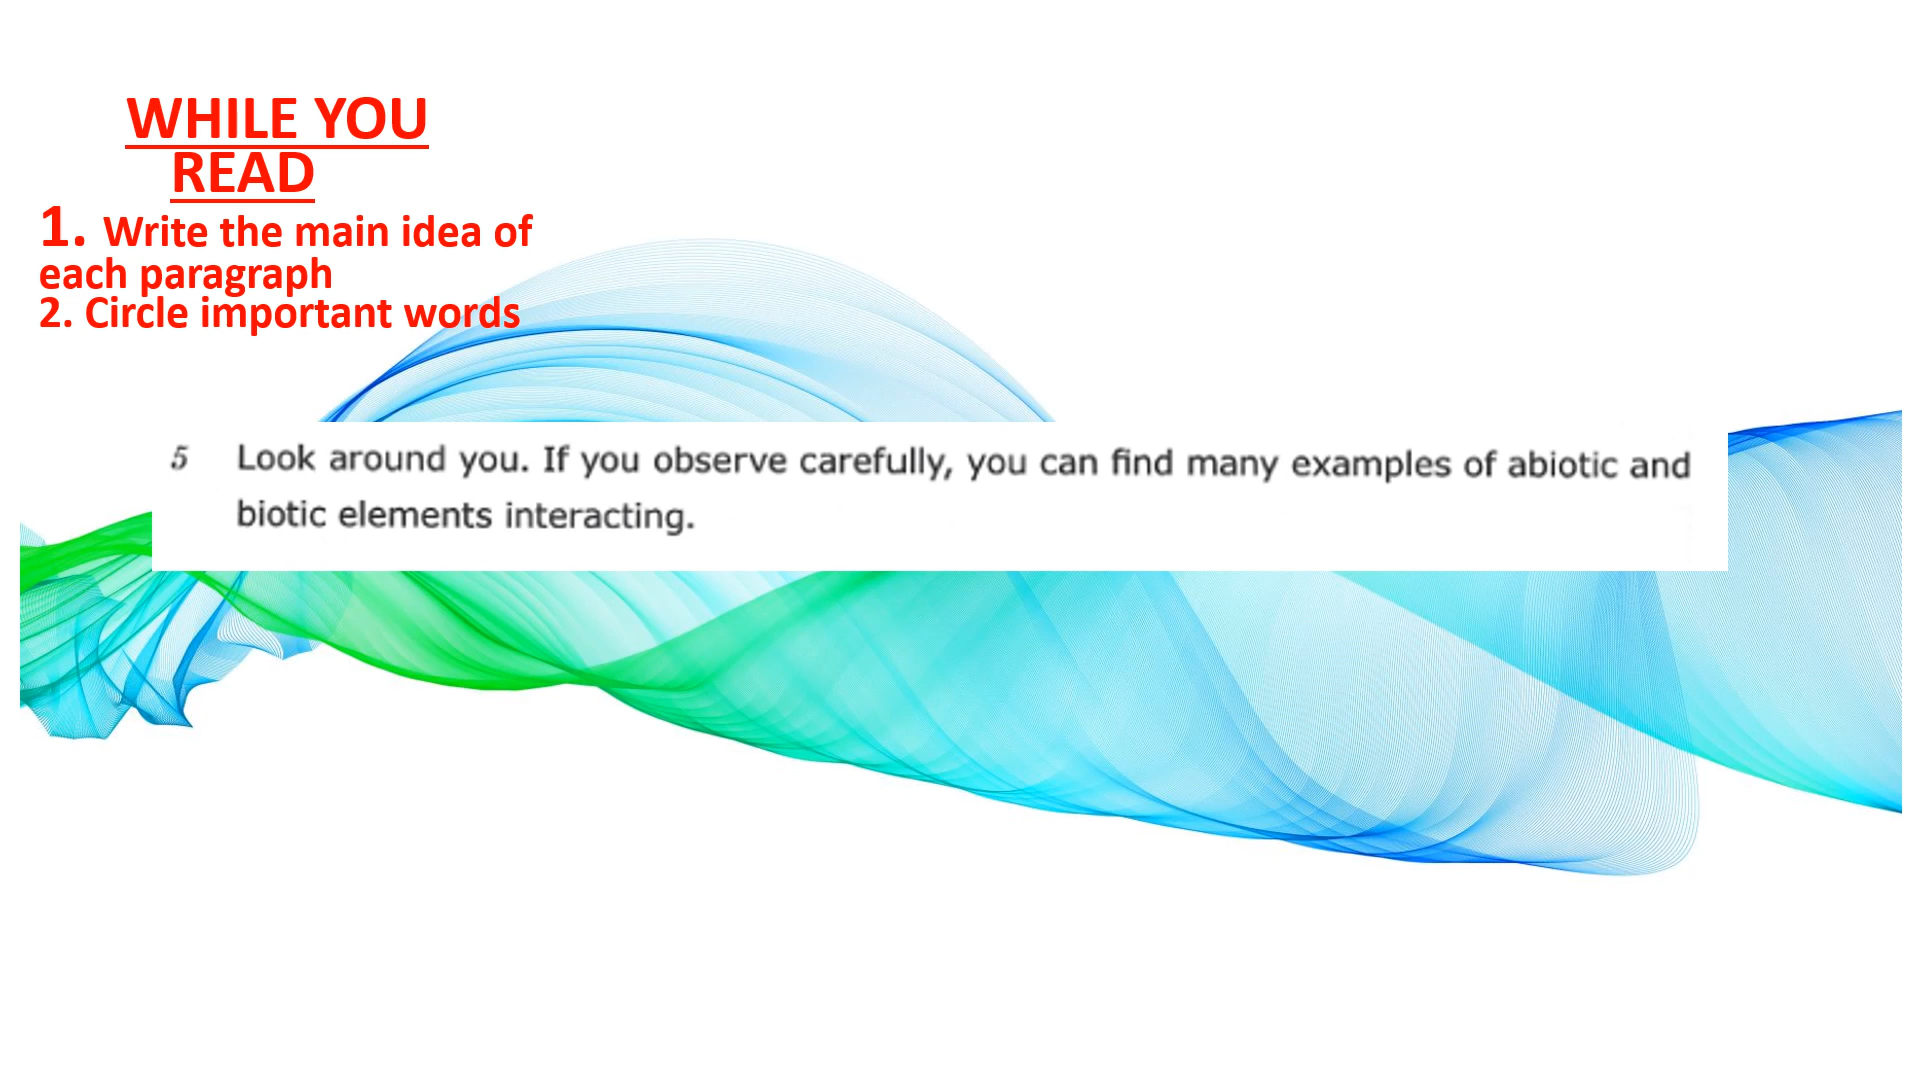 WHILE YOU
READ
1. Write the main idea of
each paragraph
2. Circle important words
5 Look around you. If you observe carefully, you can find many examples of abiotic and
biotic elements interacting.